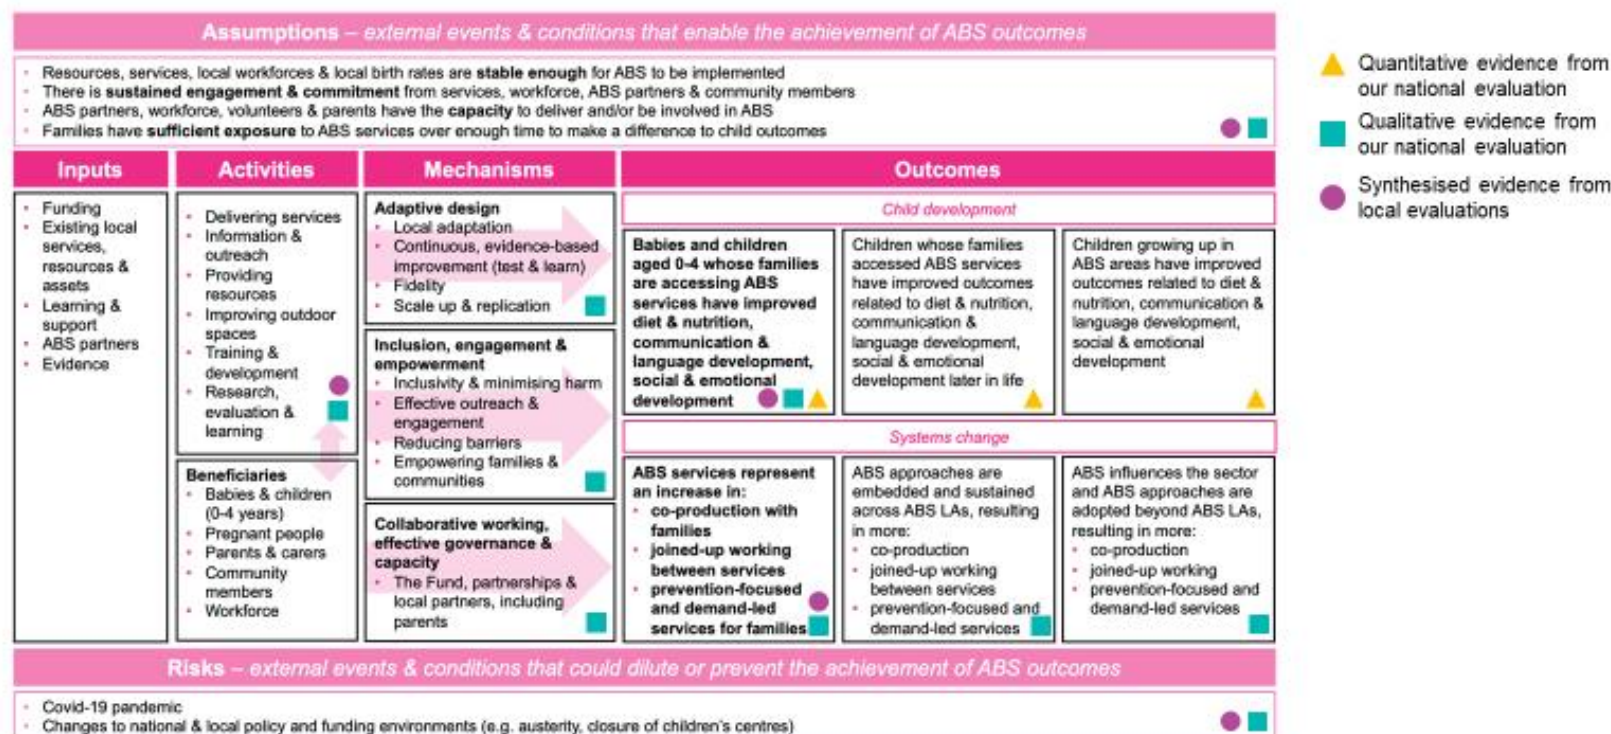 Assumptions – external events & conditions that enable the achievement of ABS outcomes
• Resources, services, local workforces & local birth rates are stable enough for ABS to be implemented
• There is sustained engagement & commitment from services, workforce, ABS partners & community members
• ABS partners, workforce, volunteers & parents have the capacity to deliver and/or be involved in ABS
• Families have sufficient exposure to ABS services over enough time to make a difference to child outcomes
Inputs
• Funding
• Existing local
services,
resources &
assets
• Learning &
support
• ABS partners
• Evidence
Activities
• Delivering services
• Information &
outreach
• Providing
resources
• Improving outdoor
spaces
• Training &
development
• Research,
evaluation &
learning
Beneficiaries
• Babies & children
(0-4 years)
• Pregnant people
• Parents & carers
• Community
members
• Workforce
Mechanisms
Adaptive design
• Local adaptation
• Continuous, evidence-based
improvement (test & learn)
• Fidelity
• Scale up & replication
Inclusion, engagement &
empowerment
• Inclusivity & minimising harm
• Effective outreach &
engagement
• Reducing barriers
• Empowering families &
communities
Collaborative working,
effective governance &
capacity
• The Fund, partnerships &
local partners, including
parents
Outcomes
Child development
Babies and children
aged 0-4 whose families
are accessing ABS
services have improved
diet & nutrition,
communication &
language development,
social & emotional
development
Children whose families
accessed ABS services
have improved outcomes
related to diet & nutrition,
communication &
language development,
social & emotional
development later in life
Children growing up in
ABS areas have improved
outcomes related to diet &
nutrition, communication &
language development,
social & emotional
development
Systems change
ABS services represent
an increase in:
• co-production with
families
• joined-up working
between services
• prevention-focused
and demand-led
services for families
ABS approaches are
embedded and sustained
across ABS LAs, resulting
in more:
• co-production
• joined-up working
between services
• prevention-focused and
demand-led services
ABS influences the sector
and ABS approaches are
adopted beyond ABS LAs,
resulting in more:
• co-production
• joined-up working
• prevention-focused and
demand-led services
Risks – external events & conditions that could dilute or prevent the achievement of ABS outcomes
• Covid-19 pandemic
• Changes to national & local policy and funding environments (e.g. austerity, closure of children's centres)
Quantitative evidence from
our national evaluation
Qualitative evidence from
our national evaluation
Synthesised evidence from
local evaluations